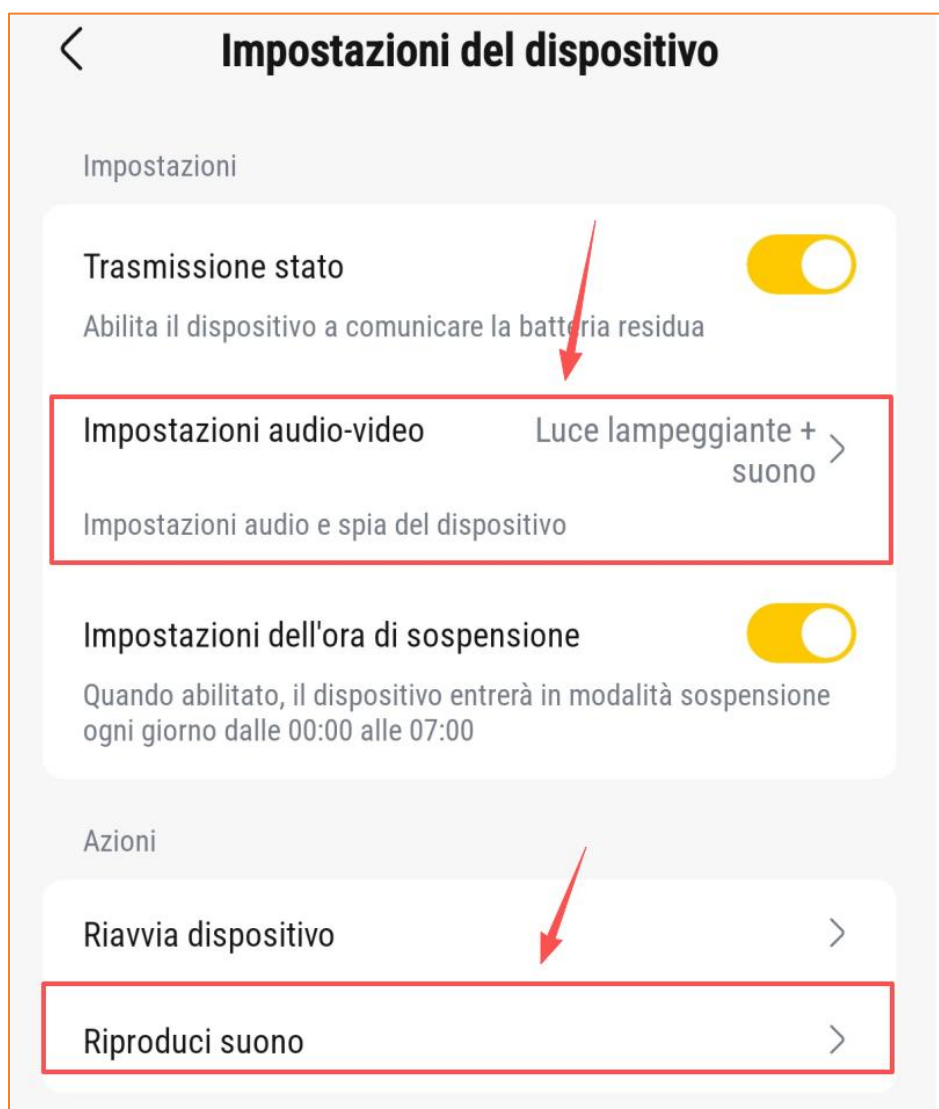 Impostazioni del dispositivo
Impostazioni
Trasmissione stato
Abilita il dispositivo a comunicare la batteria residua
Impostazioni audio-video
Luce lampeggiante +
suono
Impostazioni audio e spia del dispositivo
Impostazioni dell'ora di sospensione
Quando abilitato, il dispositivo entrerà in modalità sospensione
ogni giorno dalle 00:00 alle 07:00
Azioni
Riavvia dispositivo
Riproduci suono